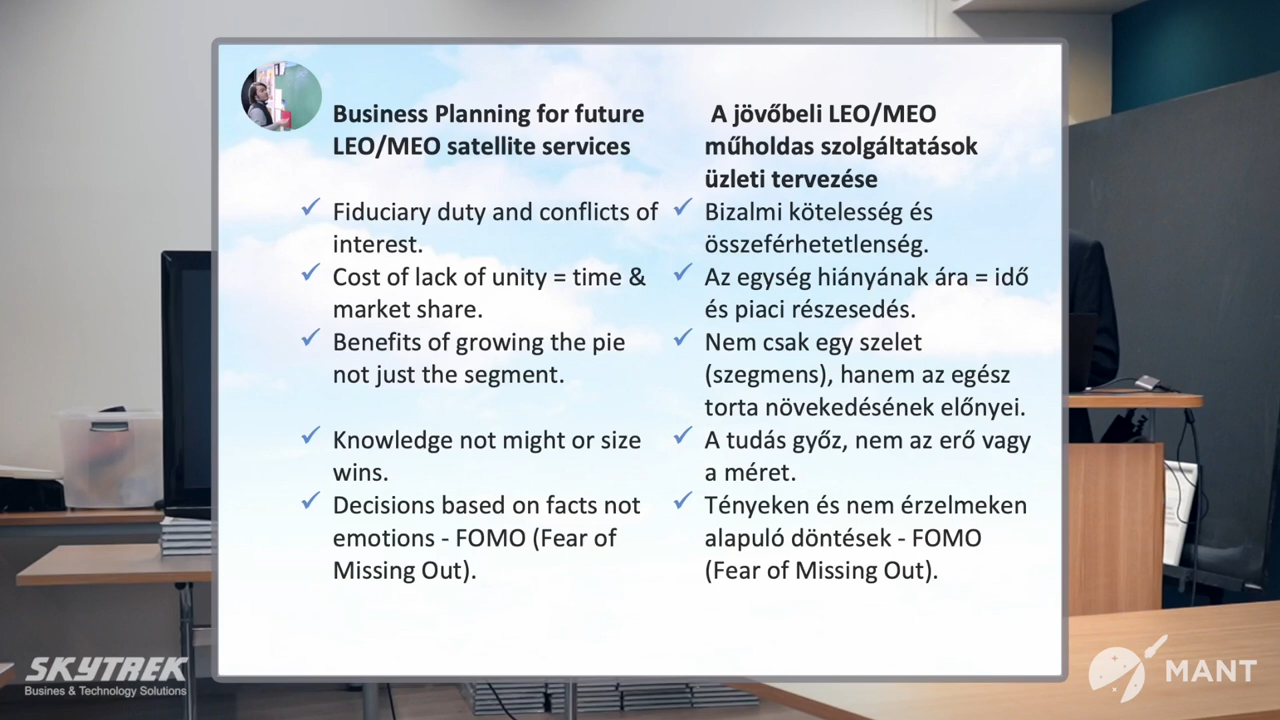 Business Planning for future
LEO/MEO satellite services
✓ Fiduciary duty and conflicts of
interest.
✓ Cost of lack of unity = time &
market share.
✓ Benefits of growing the pie
not just the segment.
✓ Knowledge not might or size
wins.
✓ Decisions based on facts not
emotions - FOMO (Fear of
Missing Out).
A jövőbeli LEO/MEO
műholdas szolgáltatások
üzleti tervezése
✓ Bizalmi kötelesség és
összeférhetetlenség.
✓ Az egység hiányának ára = idő
és piaci részesedés.
✓ Nem csak egy szelet
(szegmens), hanem az egész
torta növekedésének előnyei.
✓ A tudás győz, nem az erő vagy
a méret.
✓ Tényeken és nem érzelmeken
alapuló döntések - FOMO
(Fear of Missing Out).
SKYTREK
Busines & Technology Solutions
MANT